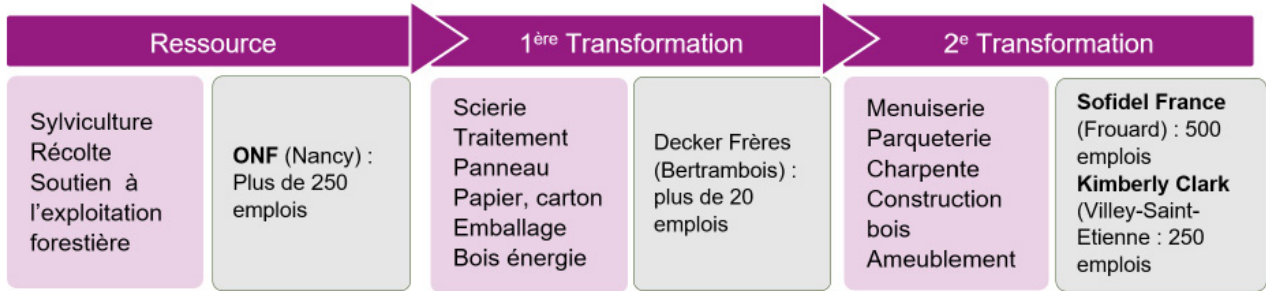 Ressource
Sylviculture
Récolte
Soutien à
l’exploitation
forestière
ONF (Nancy) :
Plus de 250
emplois
1ère Transformation
Scierie
Traitement
Panneau
Papier, carton
Emballage
Bois énergie
Decker Frères
(Bertrambois) :
plus de 20
emplois
2e Transformation
Menuiserie
Parqueterie
Charpente
Construction
bois
Ameublement
Sofidel France
(Frouard) : 500
emplois
Kimberly Clark
(Villey-Saint-
Etienne : 250
emplois